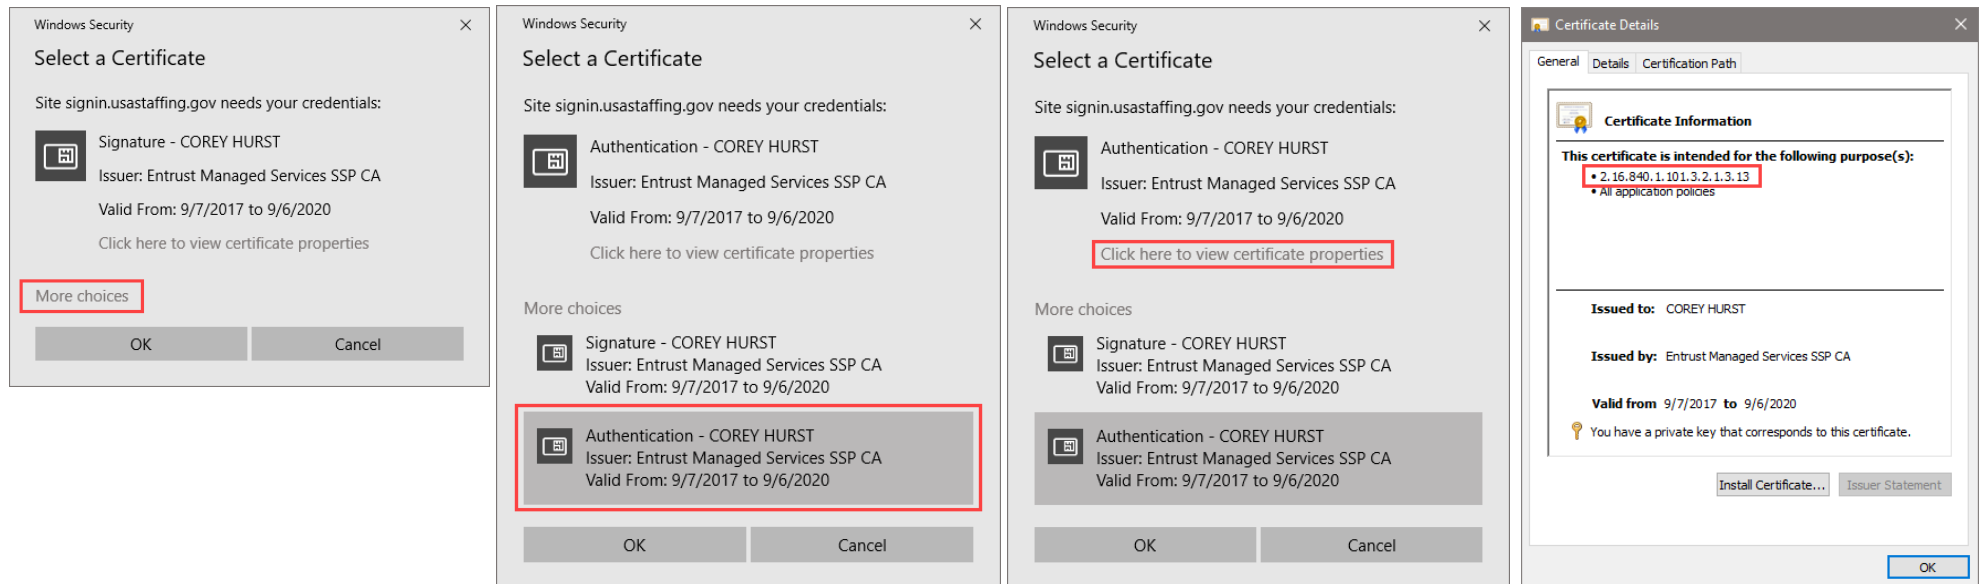 Windows Security
Select a Certificate
Site signin.usastaffing.gov needs your credentials:
Signature - COREY HURST
Issuer: Entrust Managed Services SSP CA
Valid From: 9/7/2017 to 9/6/2020
Click here to view certificate properties
More choices
OK
Cancel
Windows Security
Select a Certificate
Site signin.usastaffing.gov needs your credentials:
Authentication - COREY HURST
Issuer: Entrust Managed Services SSP CA
Valid From: 9/7/2017 to 9/6/2020
Click here to view certificate properties
More choices
Signature - COREY HURST
Issuer: Entrust Managed Services SSP CA
Valid From: 9/7/2017 to 9/6/2020
Authentication - COREY HURST
Issuer: Entrust Managed Services SSP CA
Valid From: 9/7/2017 to 9/6/2020
OK
Cancel
Windows Security
Select a Certificate
Site signin.usastaffing.gov needs your credentials:
Authentication - COREY HURST
Issuer: Entrust Managed Services SSP CA
Valid From: 9/7/2017 to 9/6/2020
Click here to view certificate properties
More choices
Signature - COREY HURST
Issuer: Entrust Managed Services SSP CA
Valid From: 9/7/2017 to 9/6/2020
Authentication - COREY HURST
Issuer: Entrust Managed Services SSP CA
Valid From: 9/7/2017 to 9/6/2020
OK
Cancel
Certificate Details
General Details Certification Path
Certificate Information
This certificate is intended for the following purpose(s):
• 2.16.840.1.101.3.2.1.3.13
• All application policies
Issued to: COREY HURST
Issued by: Entrust Managed Services SSP CA
Valid from 9/7/2017 to 9/6/2020
You have a private key that corresponds to this certificate.
Install Certificate... Issuer Statement
OK